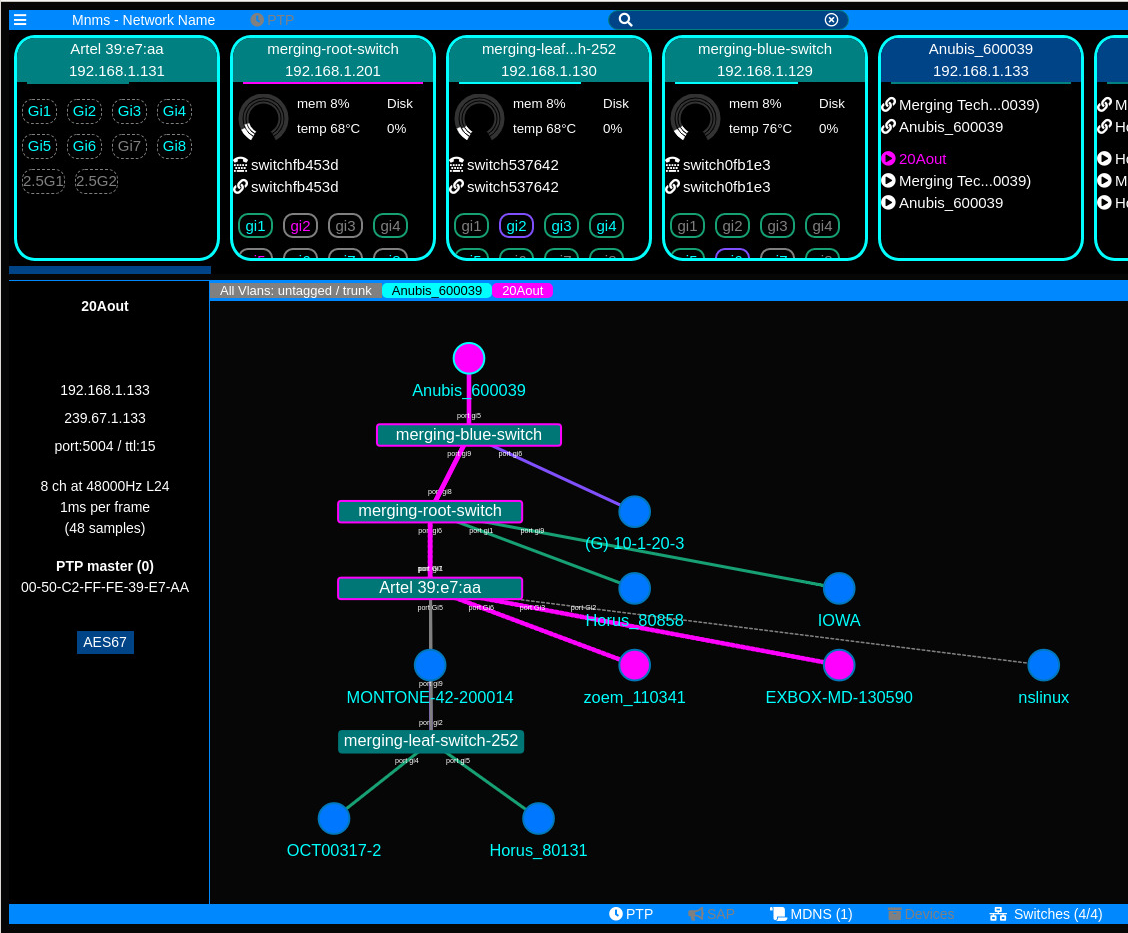 Mnms - Network Name PTP
Artel 39:e7:aa
192.168.1.131
Gi1 Gi2 Gi3 Gi4
Gi5 Gi6 Gi7 Gi8
2.5G1 2.5G2
merging-root-switch
192.168.1.201
mem 8% Disk
temp 68°C 0%
switchfb453d
switchfb453d
gi1 gi2 gi3 gi4
merging-leaf...h-252
192.168.1.130
mem 8% Disk
temp 68°C 0%
switch537642
switch537642
gi1 gi2 gi3 gi4
merging-blue-switch
192.168.1.129
mem 8% Disk
temp 76°C 0%
switch0fb1e3
switch0fb1e3
gi1 gi2 gi3 gi4
Anubis_600039
192.168.1.133
Merging Tech...0039)
Anubis_600039
20Aout
Merging Tec...0039)
Anubis_600039
20Aout
192.168.1.133
239.67.1.133
port:5004 / ttl:15
8 ch at 48000Hz L24
1ms per frame
(48 samples)
PTP master (0)
00-50-C2-FF-FE-39-E7-AA
AES67
All Vlans: untagged / trunk Anubis_600039 20Aout
Anubis_600039
port gi5
merging-blue-switch
port gi9 port gi6
port gi8
merging-root-switch
port gi6 port gi1 port gi9
(G) 10-1-20-3
Artel 39:e7:aa
port Gi5 port Gi6 port Gi3 port Gi2
Horus_80858 IOWA
port gi9
MONTONE-42-200014 zoem_110341 EXBOX-MD-130590 nslinux
port gi2
merging-leaf-switch-252
port gi4 port gi5
OCT00317-2 Horus_80131
PTP SAP MDNS (1) Devices Switches (4/4)